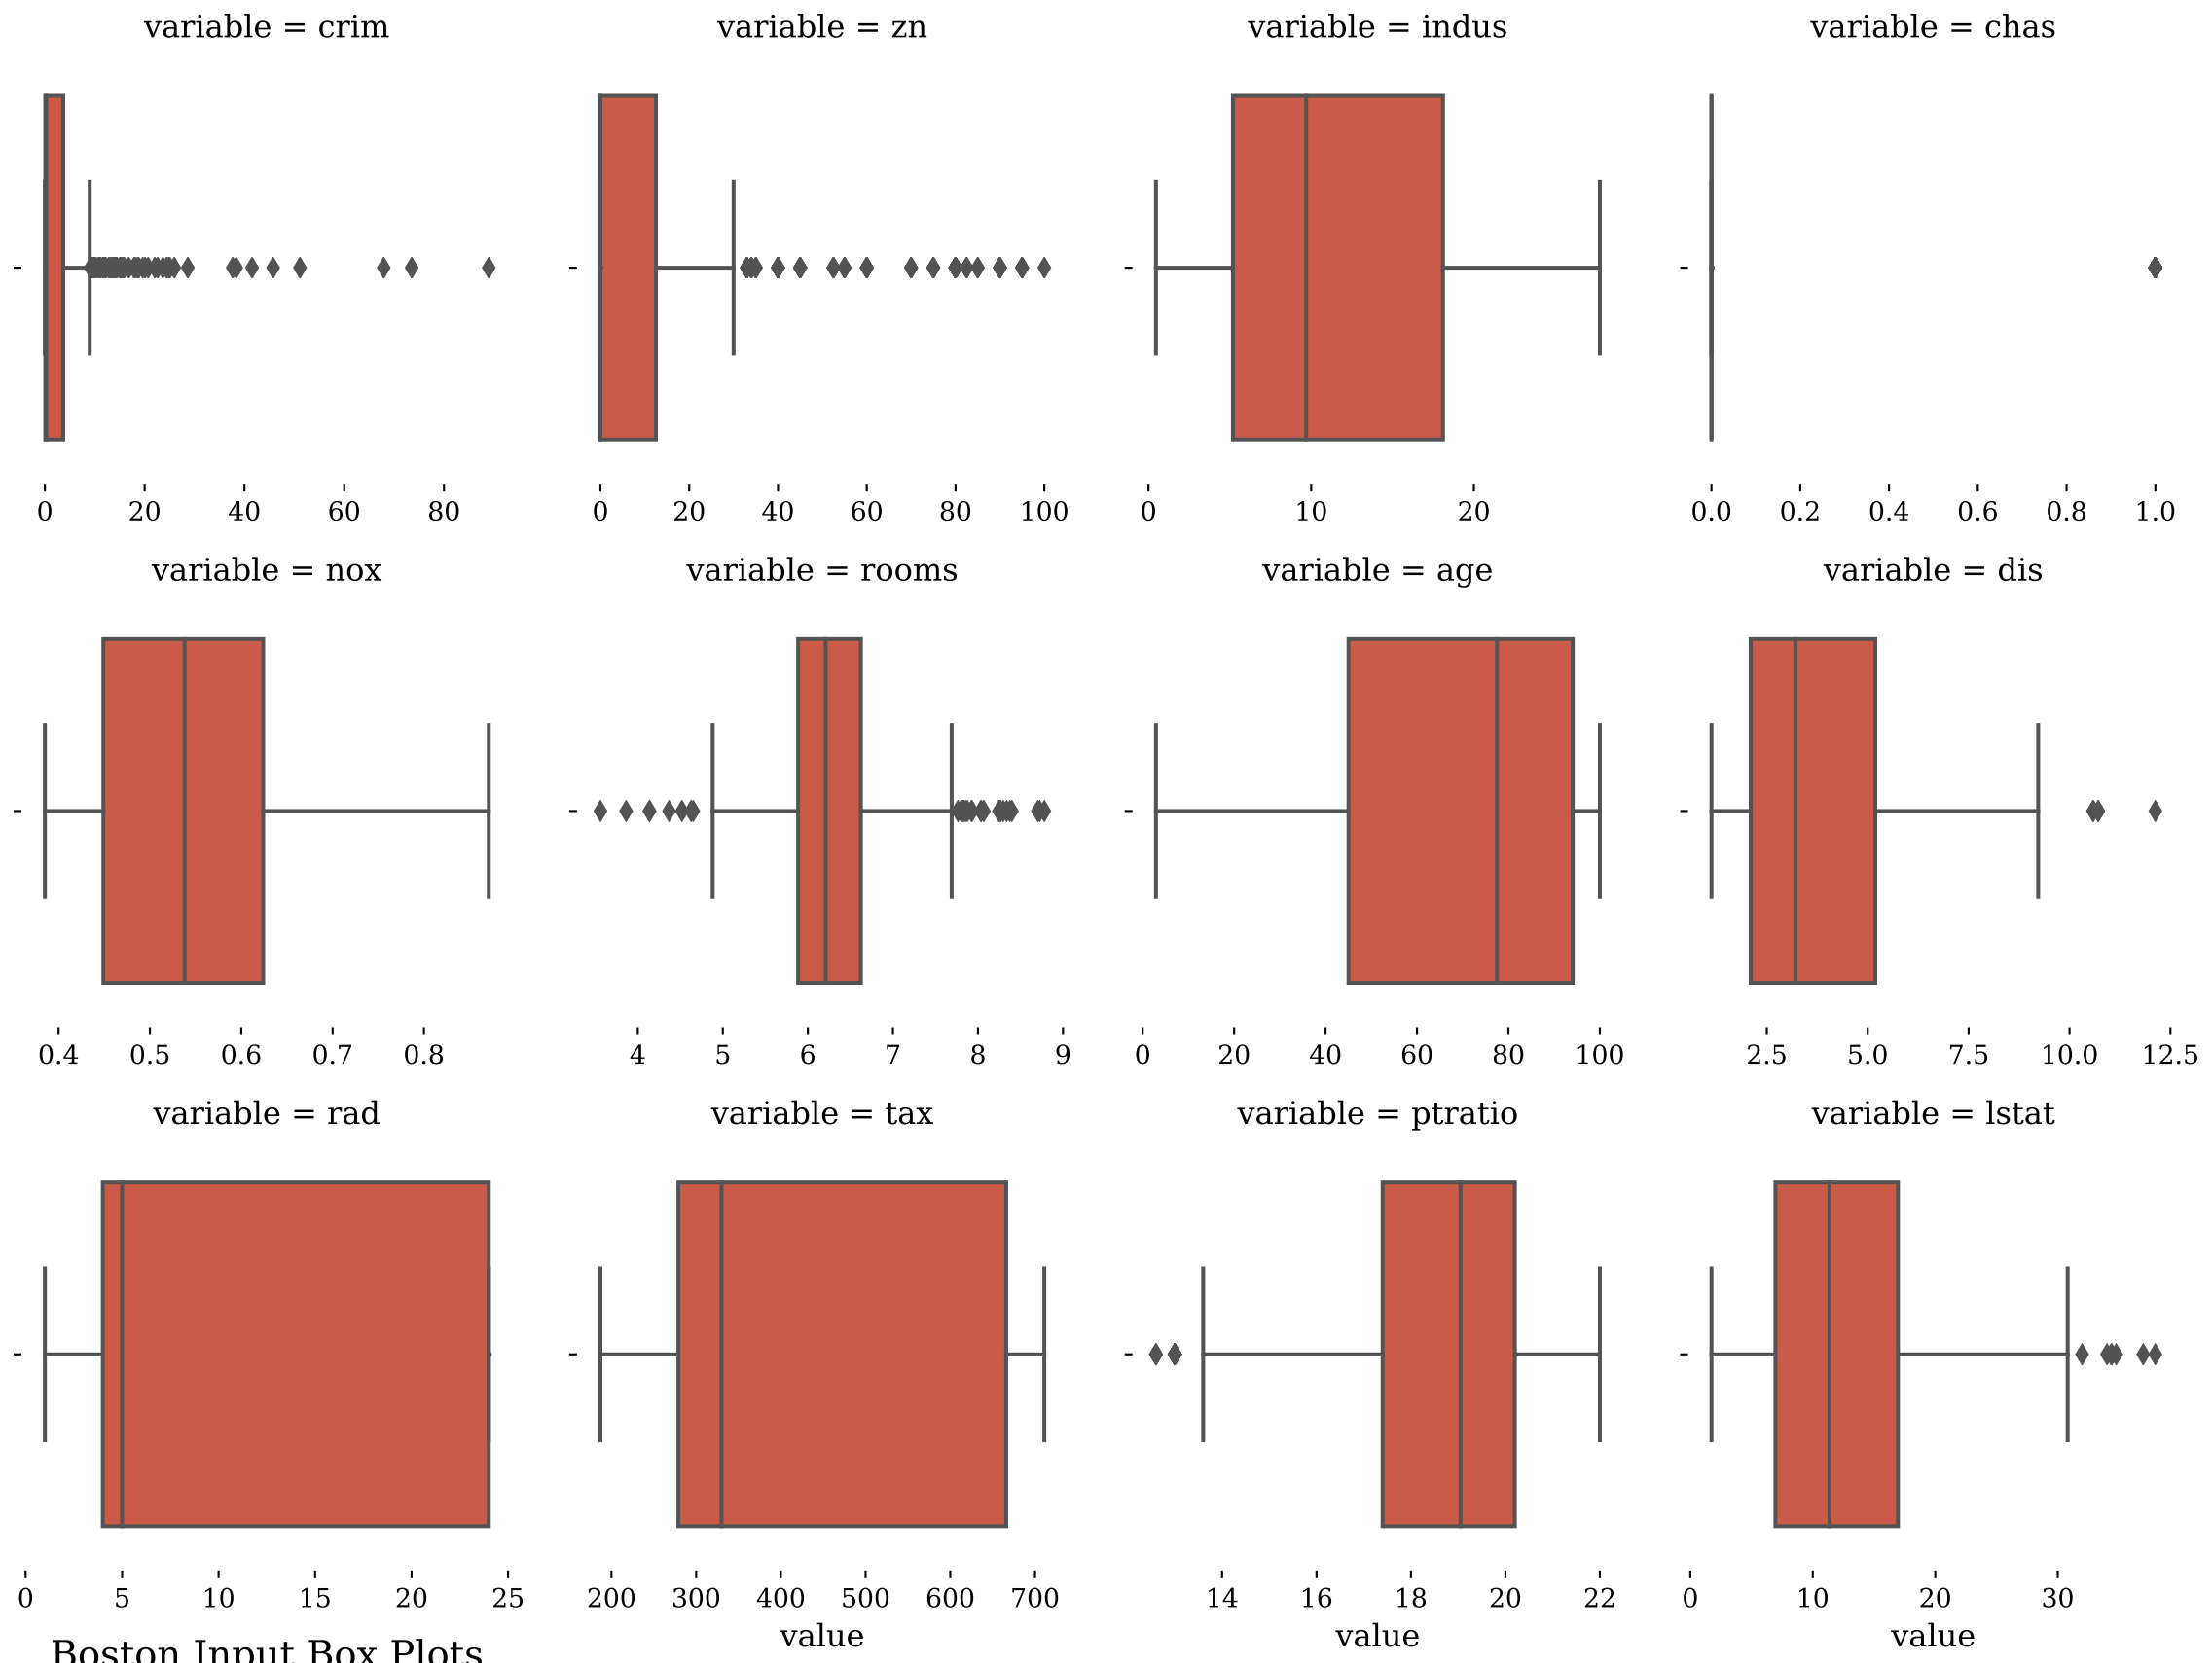 variable = crim variable = zn variable = indus variable = chas
0 20 40 60 80 0 20 40 60 80 100 0 10 20 0.0 0.2 0.4 0.6 0.8 1.0
variable = nox variable = rooms variable = age variable = dis
0.4 0.5 0.6 0.7 0.8 4 5 6 7 8 9 0 20 40 60 80 100 2.5 5.0 7.5 10.0 12.5
variable = rad variable = tax variable = ptratio variable = lstat
0 5 10 15 20 25 200 300 400 500 600 700 14 16 18 20 22 0 10 20 30
value value value
Boston Input Box Plots